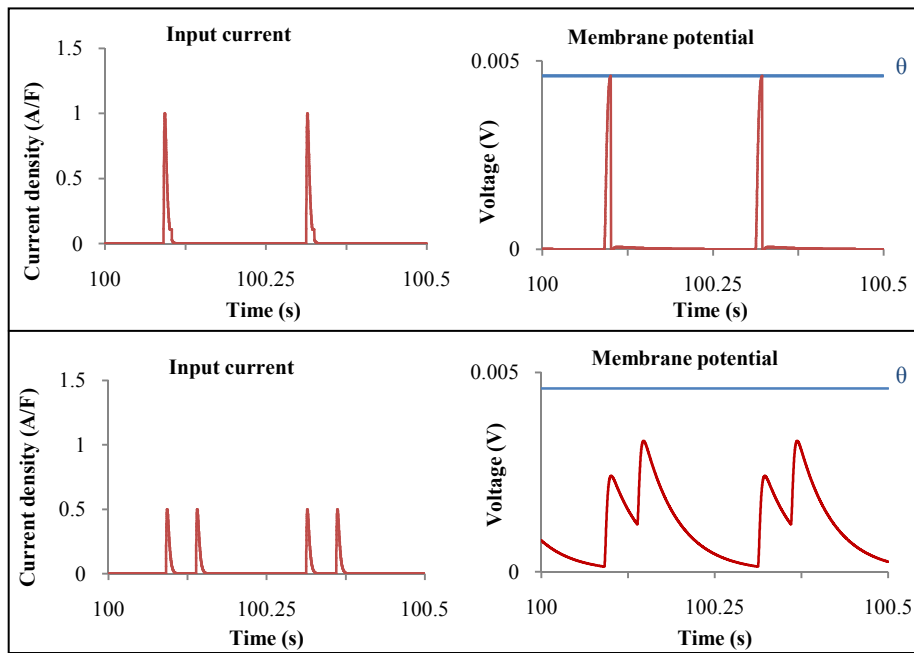 Input current
Current density (A/F)
1.5
1
0.5
0
100
100.25
100.5
Time (s)
Membrane potential
Voltage (V)
0.005
0
θ
100
100.25
100.5
Time (s)
Input current
Current density (A/F)
1.5
1
0.5
0
100
100.25
100.5
Time (s)
Membrane potential
Voltage (V)
0.005
0
θ
100
100.25
100.5
Time (s)